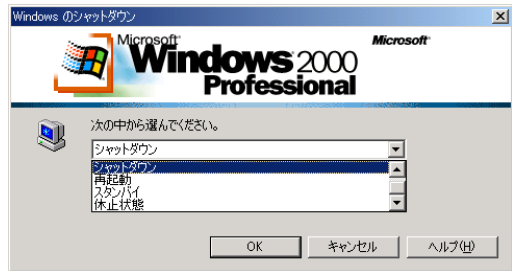 Windows のシャットダウン
Microsoft
Windows 2000
Professional
Microsoft
次の中から選んでください。
シャットダウン
シャットダウン
再起動
スタンバイ
休止状態
OK
キャンセル
ヘルプ(H)